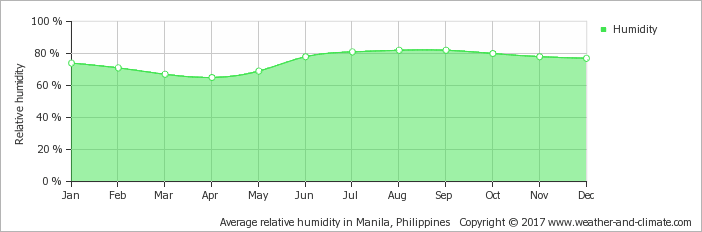 100 %
Humidity
80 %
60 %
Relative humidity
40 %
20 %
0 %
Jan Feb Mar Apr May Jun Jul Aug Sep Oct Nov Dec
Average relative humidity in Manila, Philippines Copyright © 2017 www.weather-and-climate.com